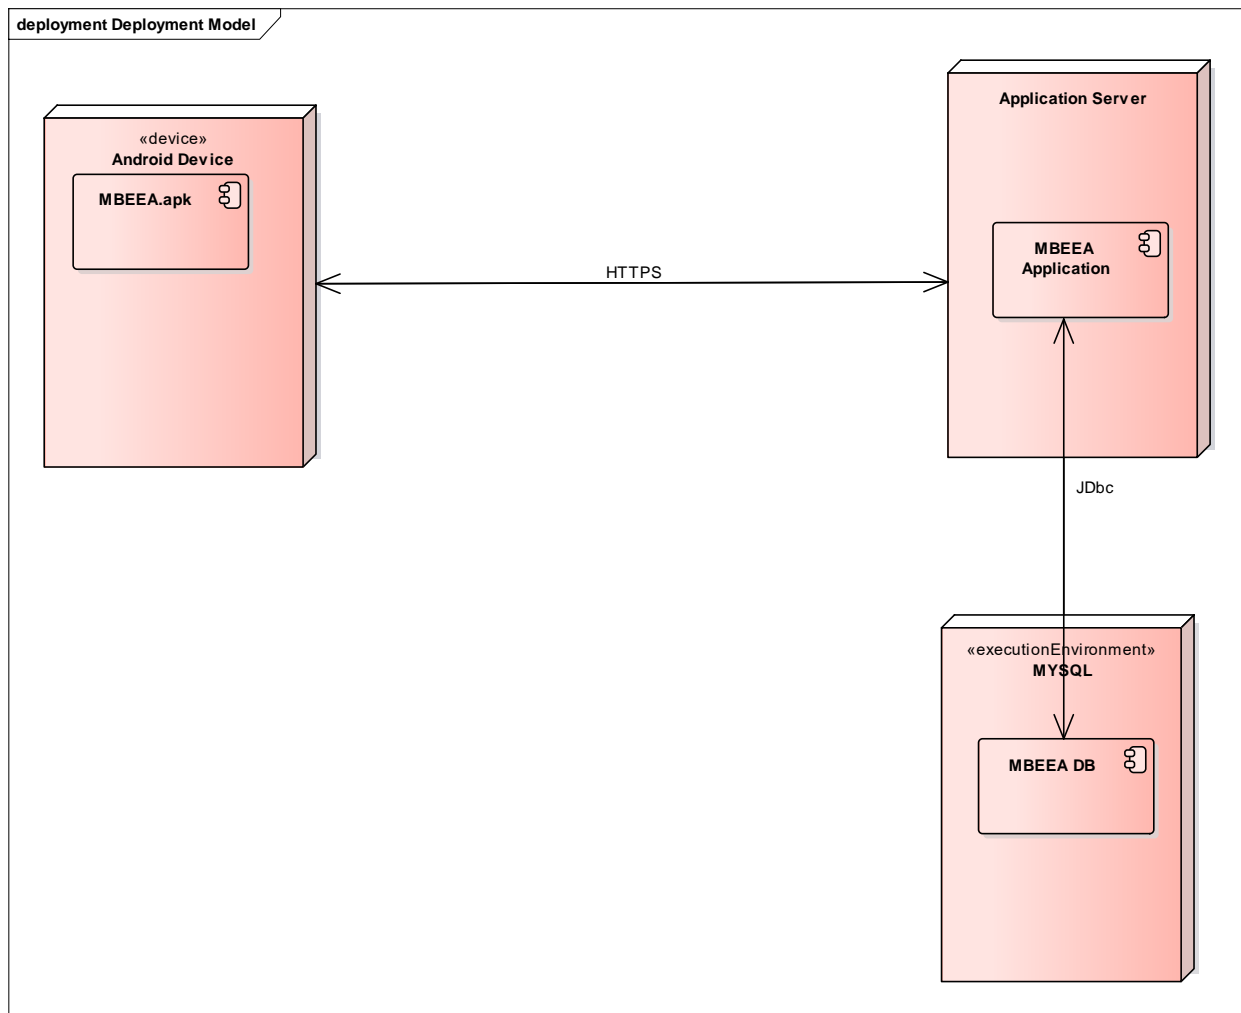 deployment Deployment Model
«device»
Android Device
MBEEA.apk
HTTPS
Application Server
MBEEA
Application
JDbc
«executionEnvironment»
MYSQL
MBEEA DB